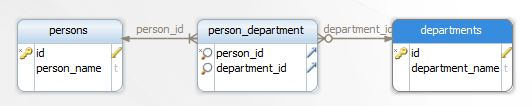 persons
id
person_name t
person_id
person_department
person_id
department_id
department_id
departments
id
department_name t